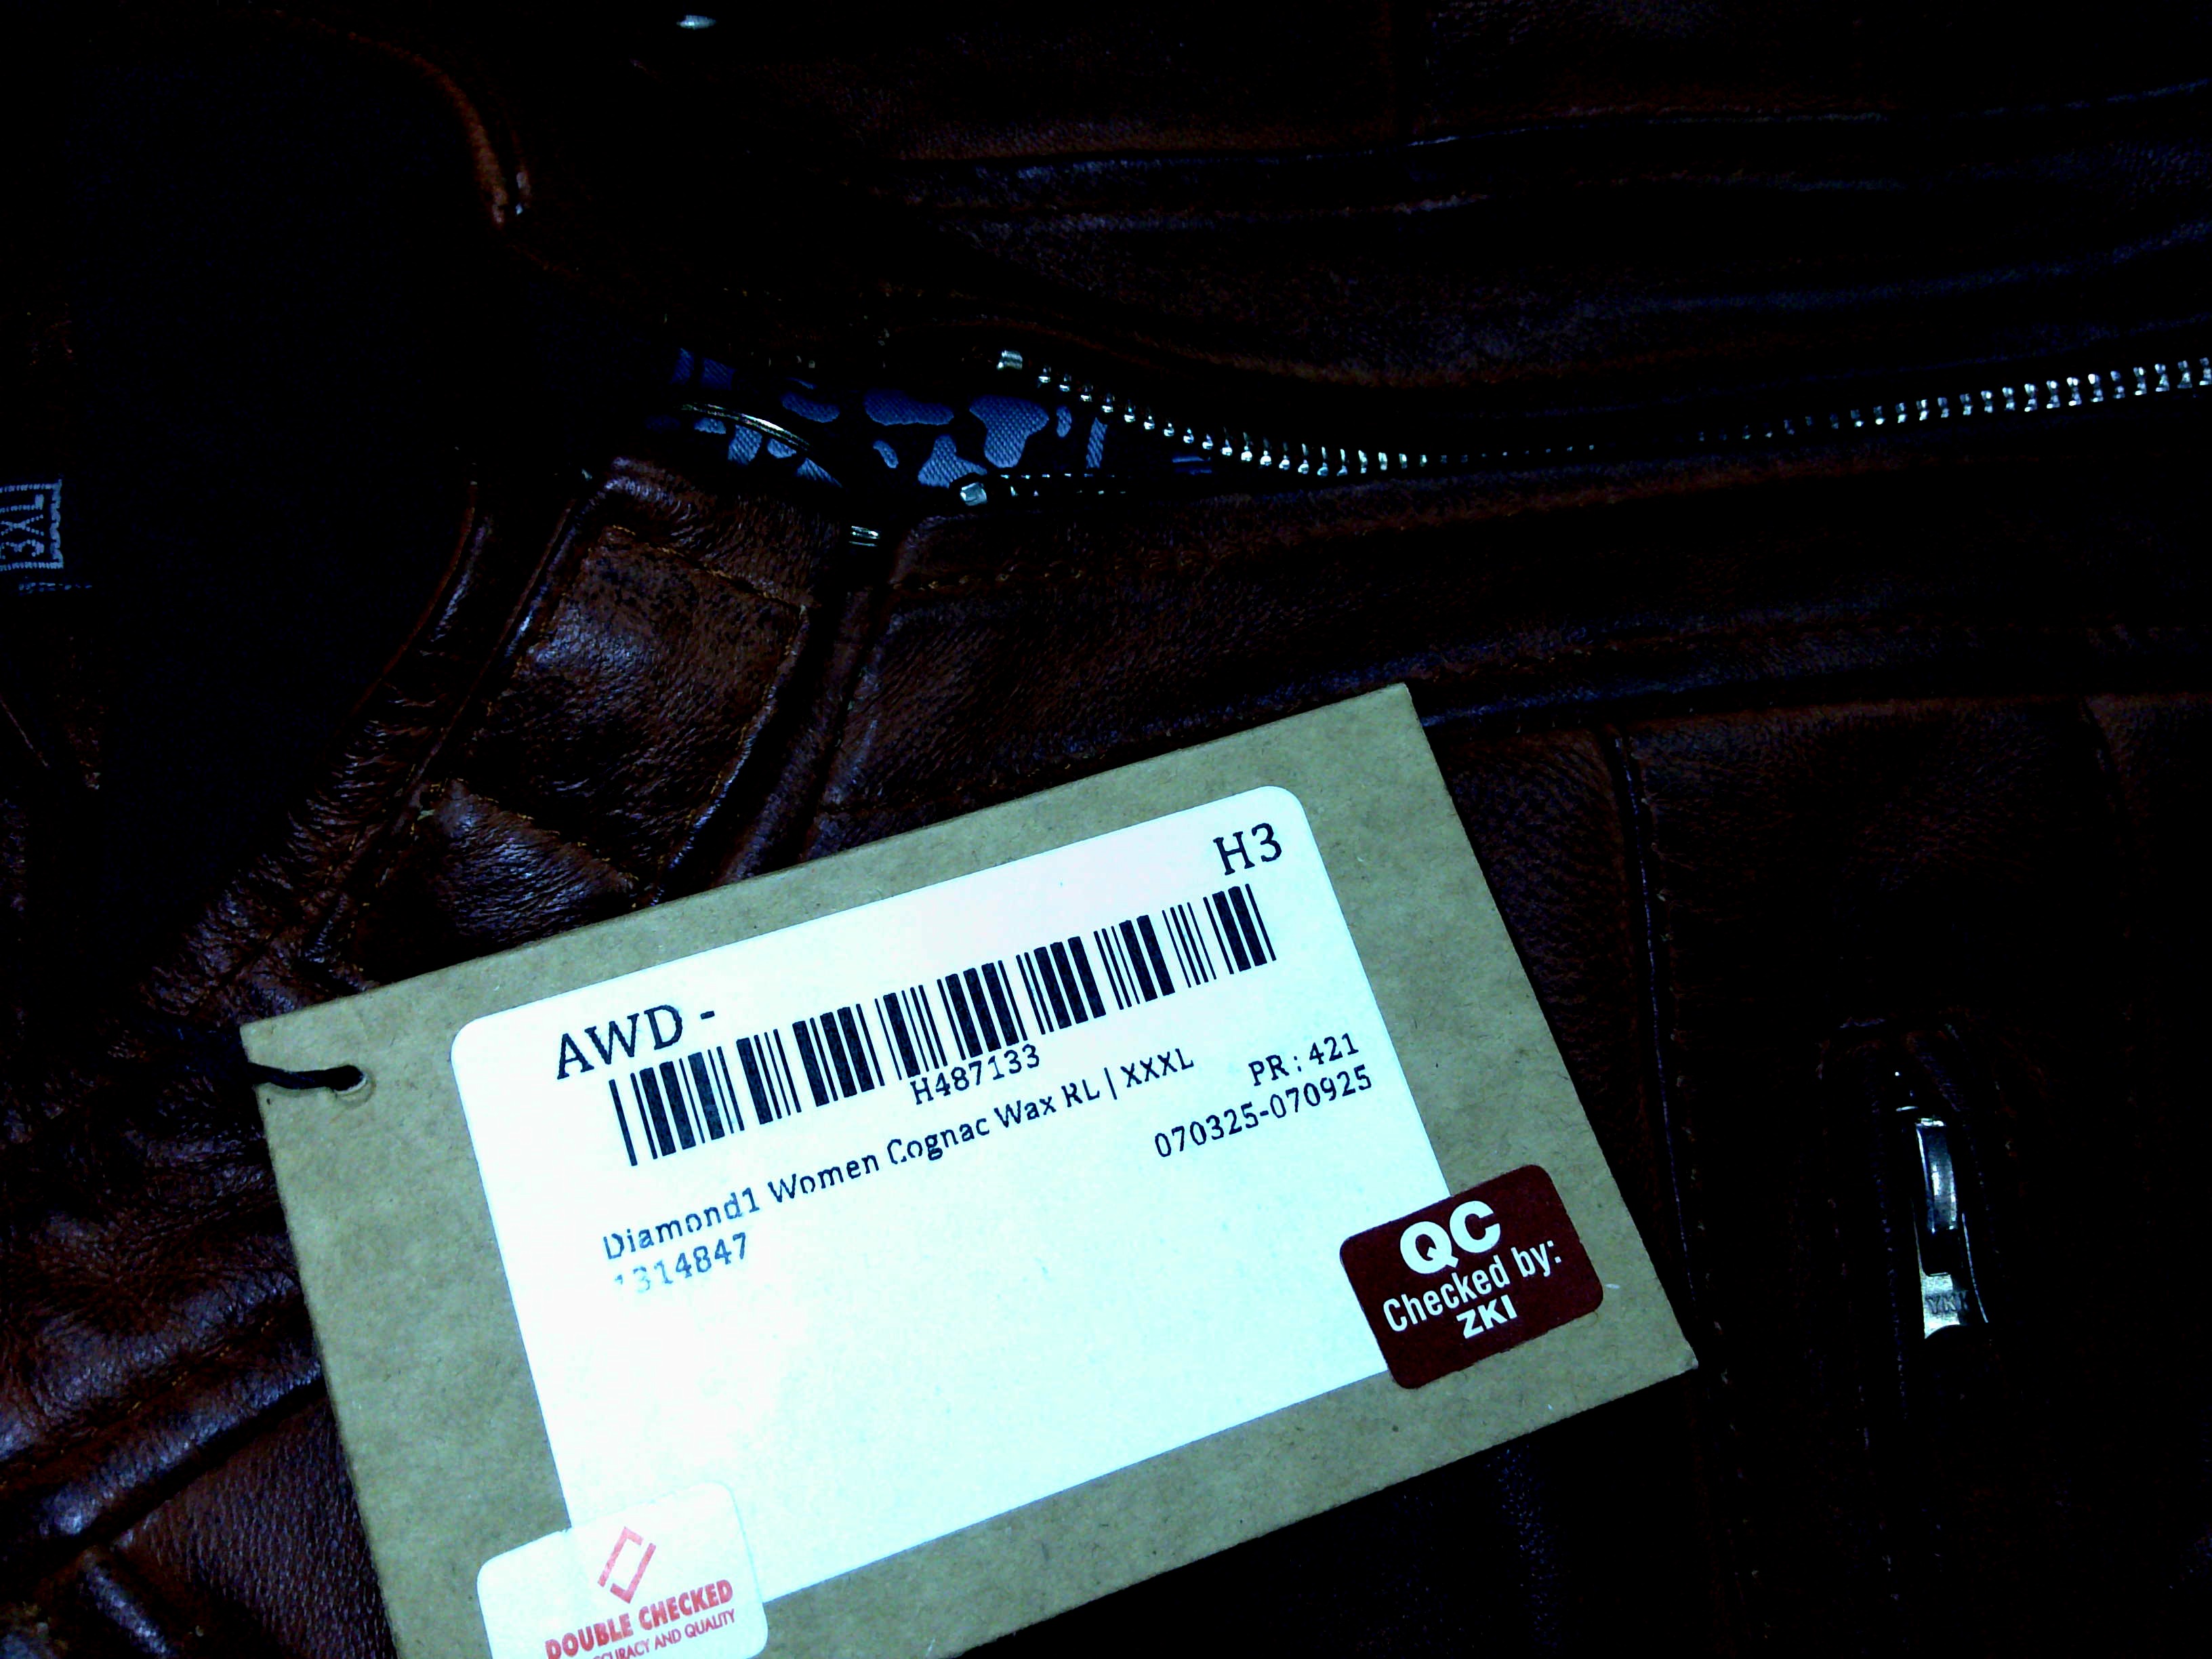 3XL
H3
AWD -
H487133
Diamond1 Women Cognac Wax RL | XXXL
1314847
PR : 421
070325-070925
QC
Checked by:
ZKI
DOUBLE CHECKED
AND QUALITY
YKK